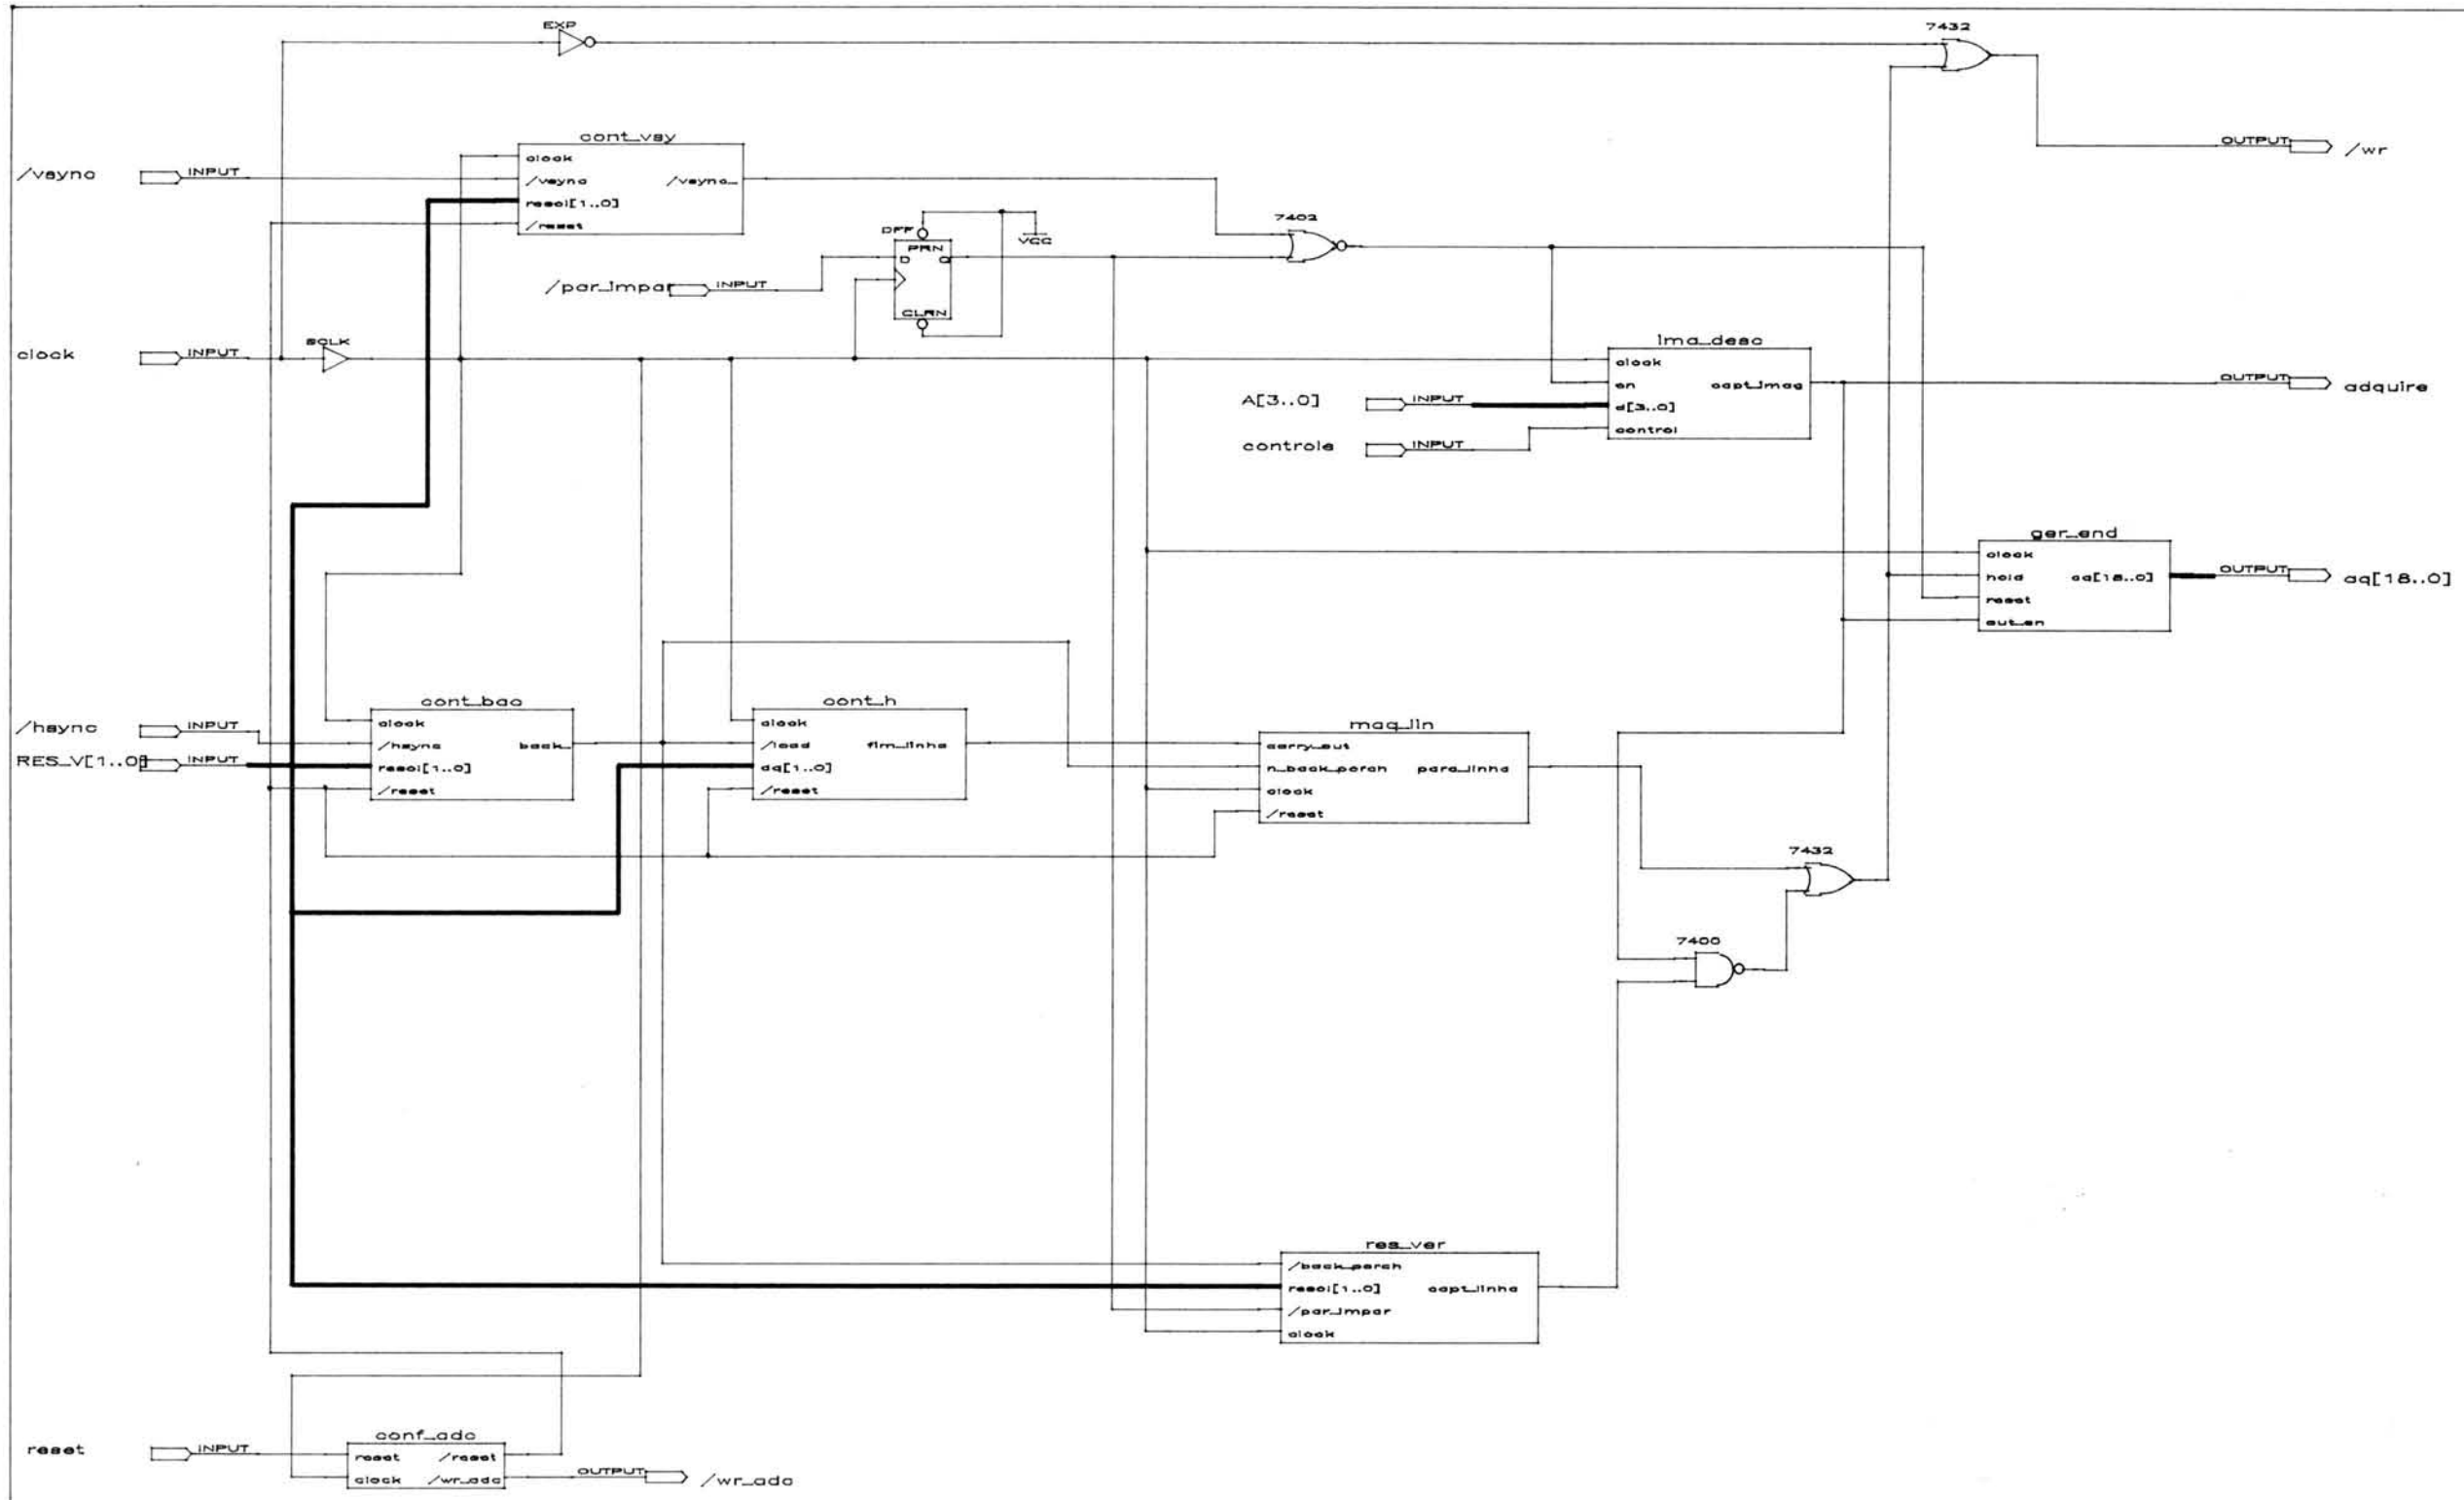 EXP
7432
cont_vsy
clock
/vsync
/vsync_
resol[1..0]
/reset
/vsync INPUT
OUTPUT /wr
7402
DFF
PRN
D Q
CLRN
VCC
/par_impar INPUT
clock INPUT
SCLK
ima_desc
clock
en capt_imag
d[3..0]
control
OUTPUT adquire
A[3..0] INPUT
controle INPUT
ger_end
clock
hold aq[18..0]
reset
out_en
OUTPUT aq[18..0]
/hsync INPUT
RES_V[1..0] INPUT
cont_bac
clock
/hsync back_
resol[1..0]
/reset
cont_h
clock
/load fim_linha
dq[1..0]
/reset
maq_lin
carry_out
n_back_porch para_linha
clock
/reset
7432
7400
res_ver
/back_porch
resol[1..0] capt_linha
/par_impar
clock
reset INPUT
conf_adc
reset /reset
clock /wr_adc
OUTPUT /wr_adc